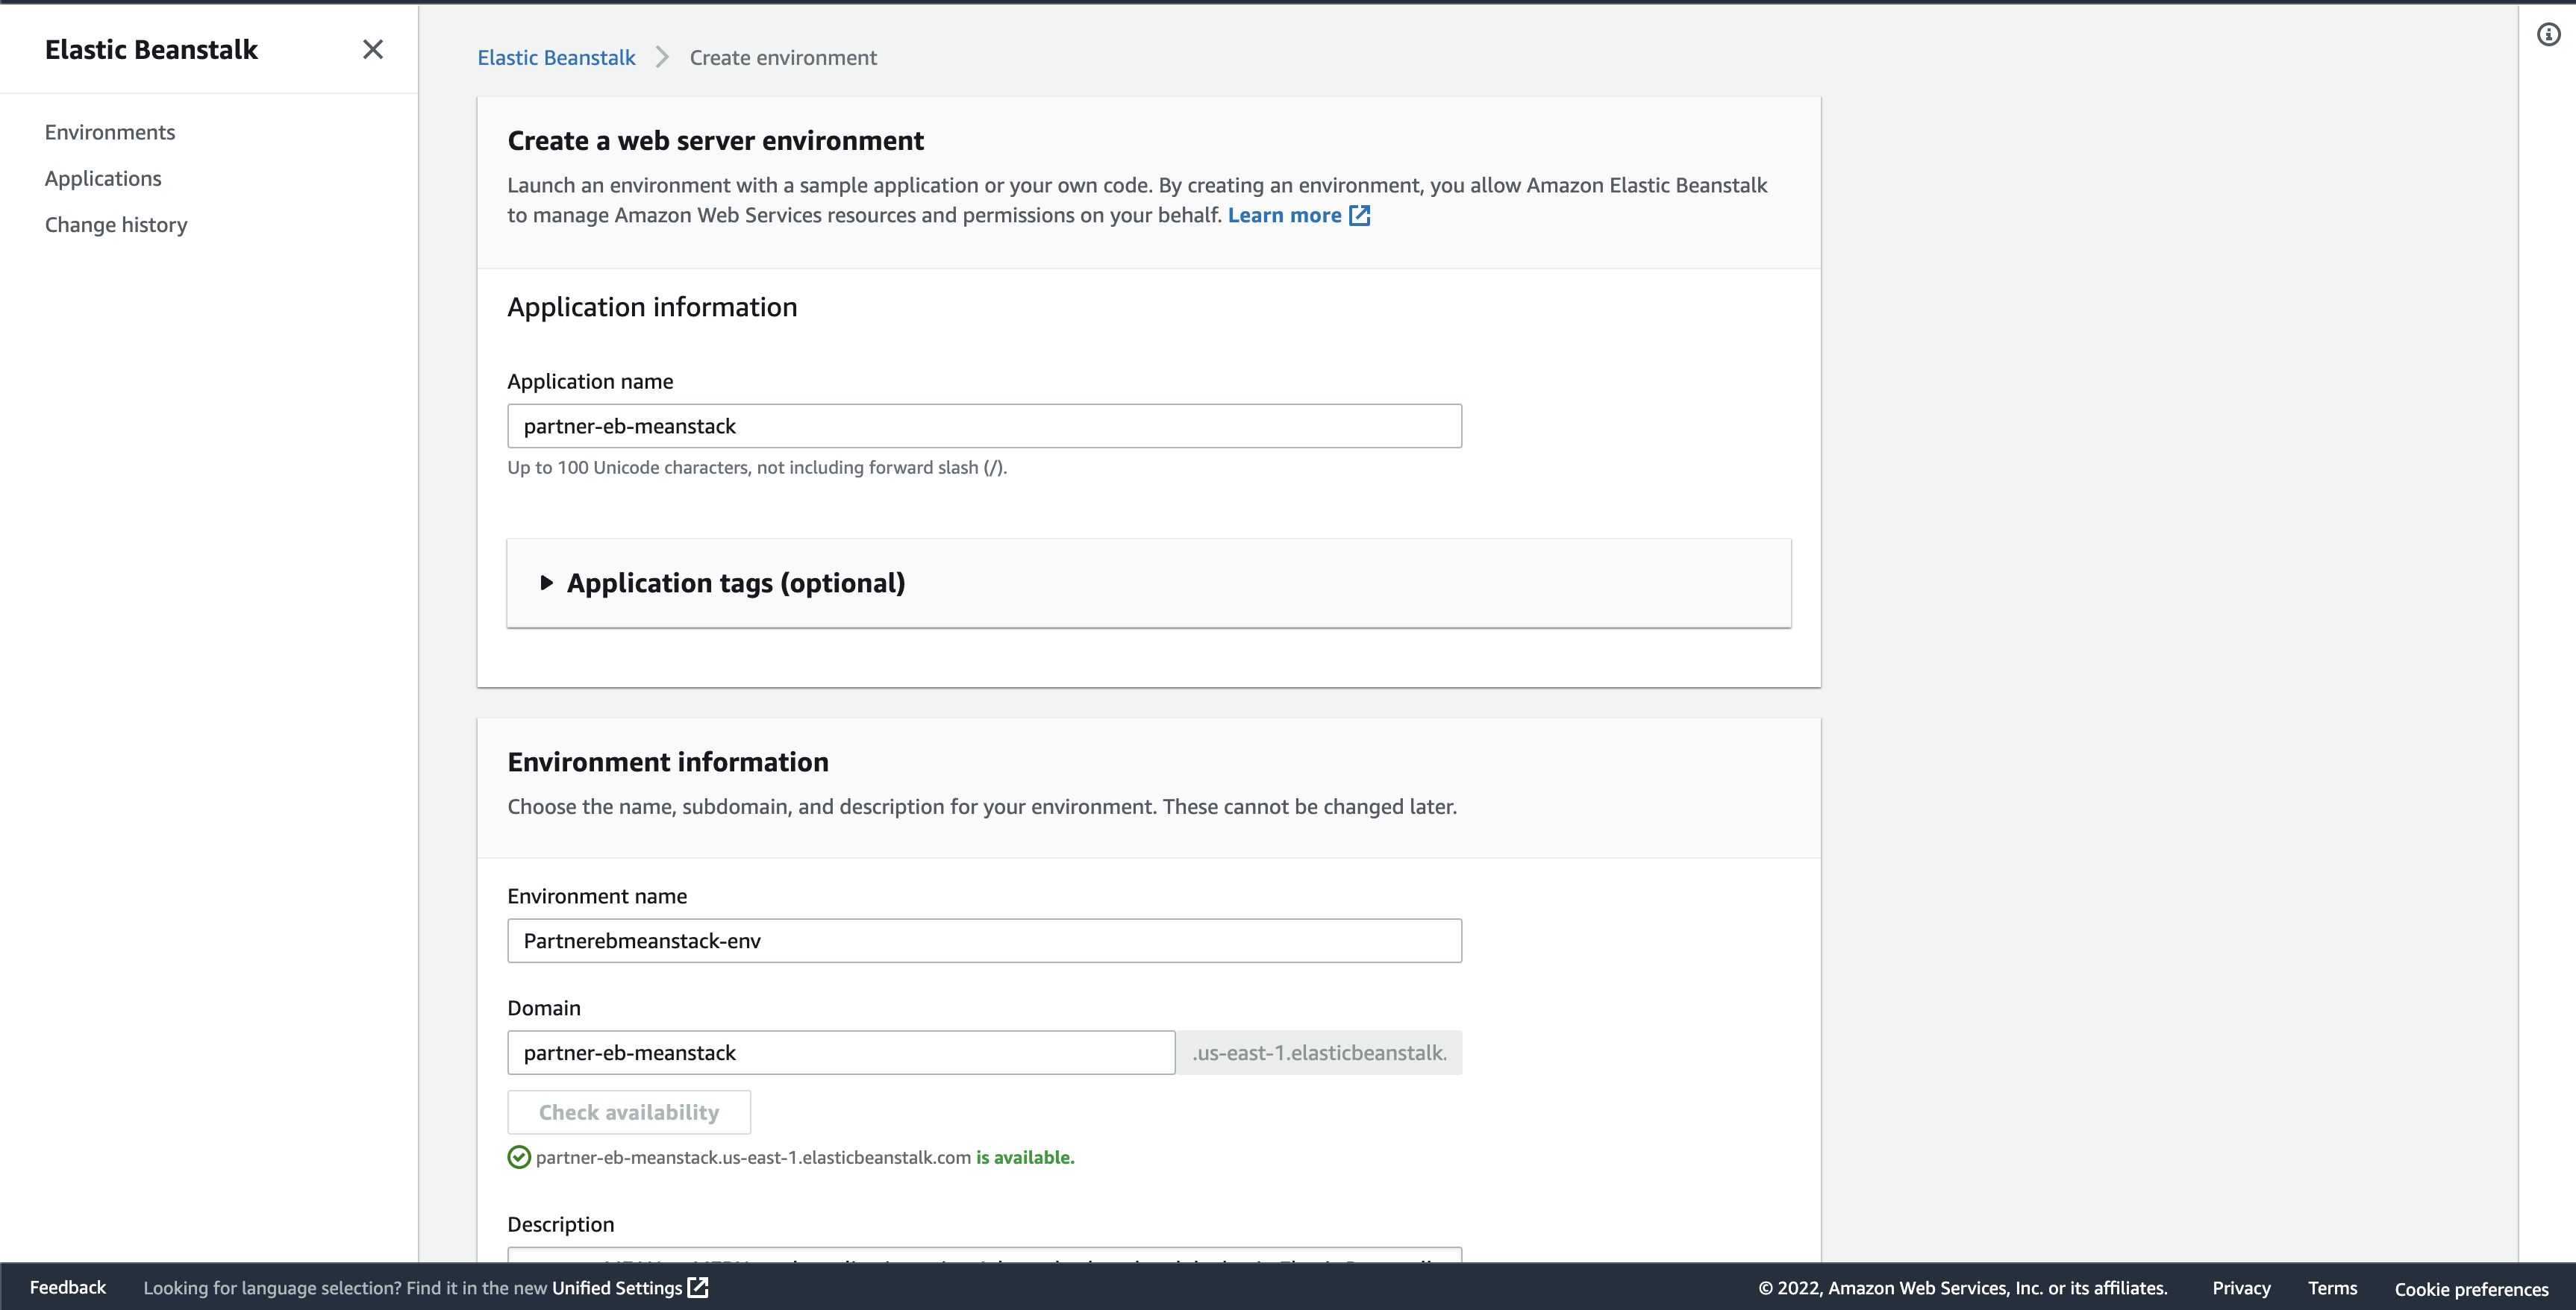 Elastic Beanstalk
Environments
Applications
Change history
Elastic Beanstalk
Create environment
Create a web server environment
Launch an environment with a sample application or your own code. By creating an environment, you allow Amazon Elastic Beanstalk
to manage Amazon Web Services resources and permissions on your behalf. Learn more
Application information
Application name
partner-eb-meanstack
Up to 100 Unicode characters, not including forward slash (/).
Application tags (optional)
Environment information
Choose the name, subdomain, and description for your environment. These cannot be changed later.
Environment name
Partnerebmeanstack-env
Domain
partner-eb-meanstack
.us-east-1.elasticbeanstalk.
Check availability
partner-eb-meanstack.us-east-1.elasticbeanstalk.com is available.
Description
Feedback
Looking for language selection? Find it in the new Unified Settings
© 2022, Amazon Web Services, Inc. or its affiliates.
Privacy
Terms
Cookie preferences